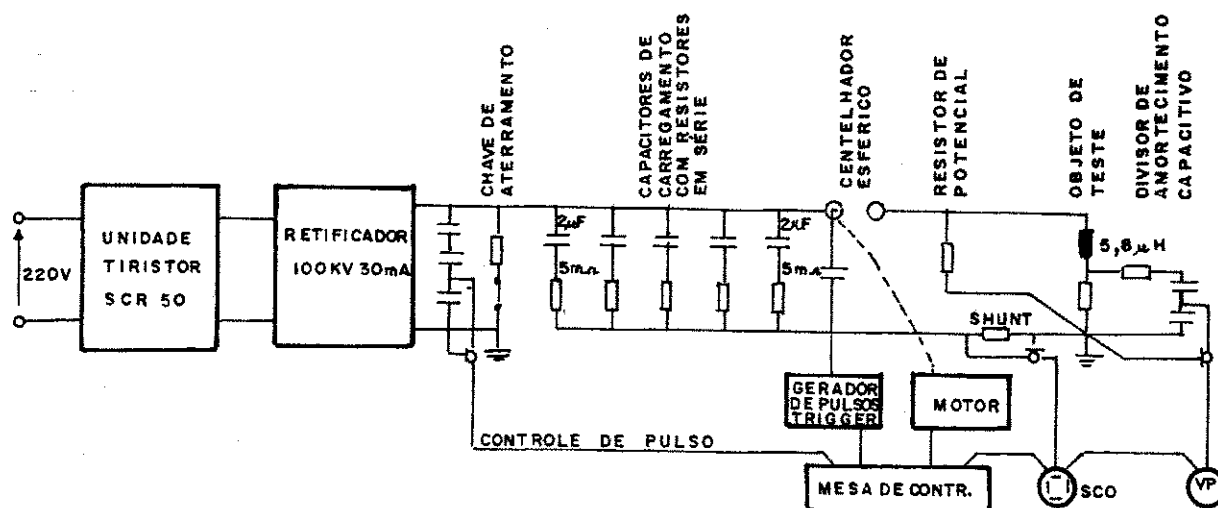 CHAVE DE
ATERRAMENTO
CAPACITORES DE
CARREGAMENTO
COM RESISTORES
EM SÉRIE
CENTELHADOR
ESFÉRICO
RESISTOR DE
POTENCIAL
OBJETO DE
TESTE
DIVISOR DE
AMORTECIMENTO
CAPACITIVO
220V
UNIDADE
TIRISTOR
SCR 50
RETIFICADOR
100KV 30mA
2µF
5mΩ
2µF
5mΩ
5,8µH
SHUNT
GERADOR
DE PULSOS
TRIGGER
MOTOR
CONTROLE DE PULSO
MESA DE CONTR.
SCO
VP